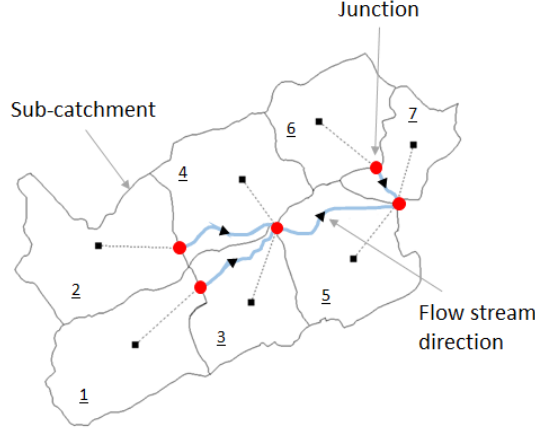 Junction
Sub-catchment
6
7
4
2
5
Flow stream
direction
3
1